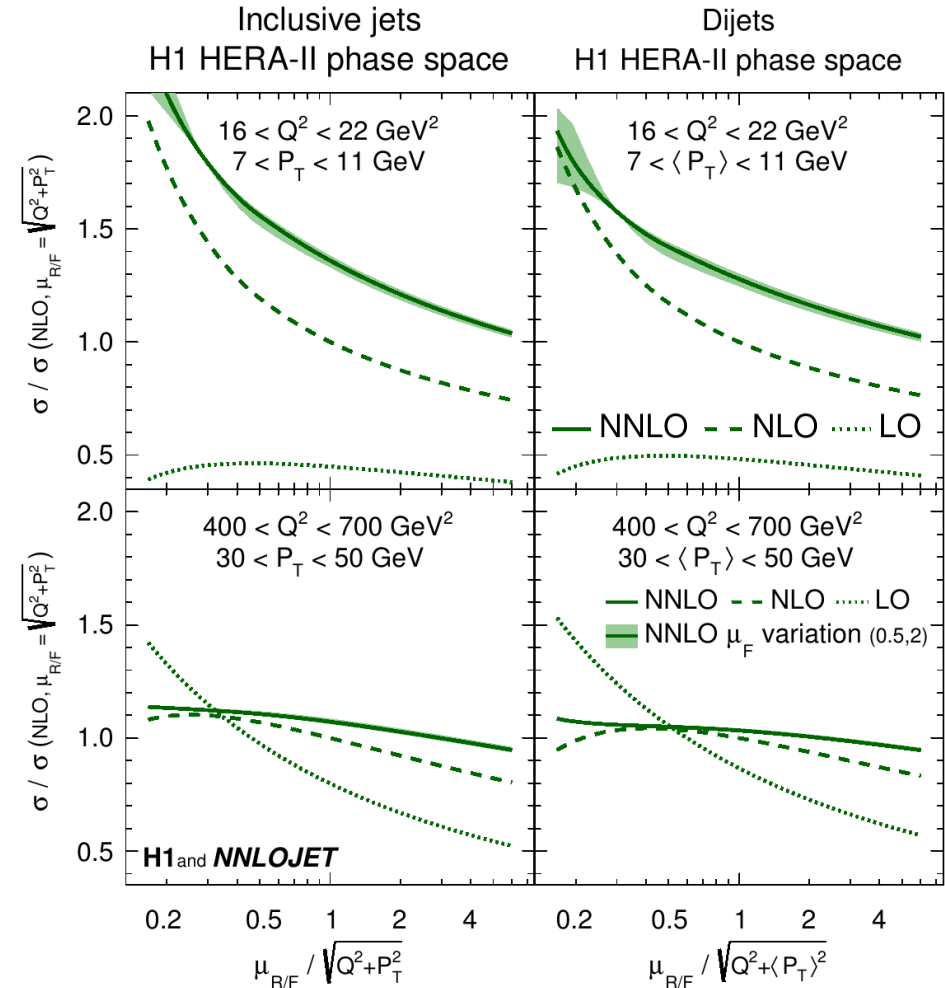 Inclusive jets
H1 HERA-II phase space
Dijets
H1 HERA-II phase space
σ / σ (NLO, μ_R/F = √Q²+P_T²)
2.0
1.5
1.0
0.5
16 < Q² < 22 GeV²
7 < P_T < 11 GeV
16 < Q² < 22 GeV²
7 < ⟨P_T⟩ < 11 GeV
NNLO NLO LO
σ / σ (NLO, μ_R/F = √Q²+P_T²)
2.0
1.5
1.0
0.5
400 < Q² < 700 GeV²
30 < P_T < 50 GeV
H1 and NNLOJET
400 < Q² < 700 GeV²
30 < ⟨P_T⟩ < 50 GeV
NNLO NLO LO
NNLO μ_F variation (0.5,2)
0.2 0.5 1 2 4
0.2 0.5 1 2 4
μ_R/F / √Q²+P_T²
μ_R/F / √Q²+⟨P_T⟩²